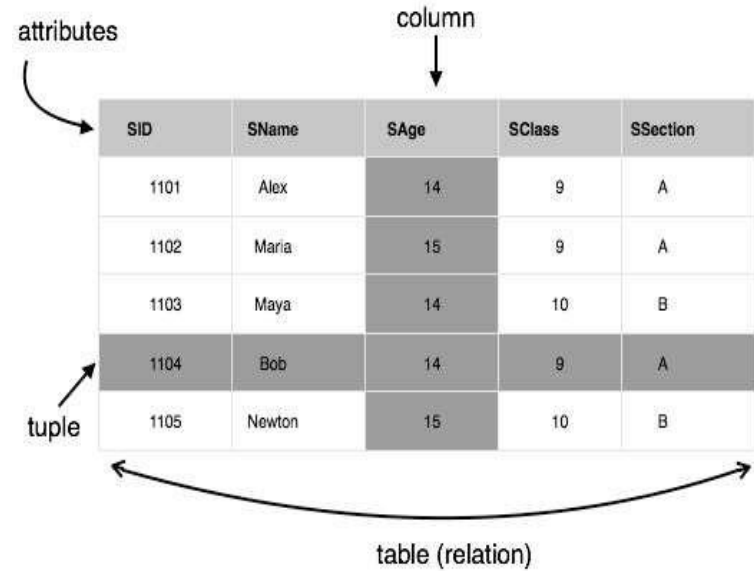 column
attributes
SID SName SAge SClass SSection
1101 Alex 14 9 A
1102 Maria 15 9 A
1103 Maya 14 10 B
1104 Bob 14 9 A
tuple
1105 Newton 15 10 B
table (relation)